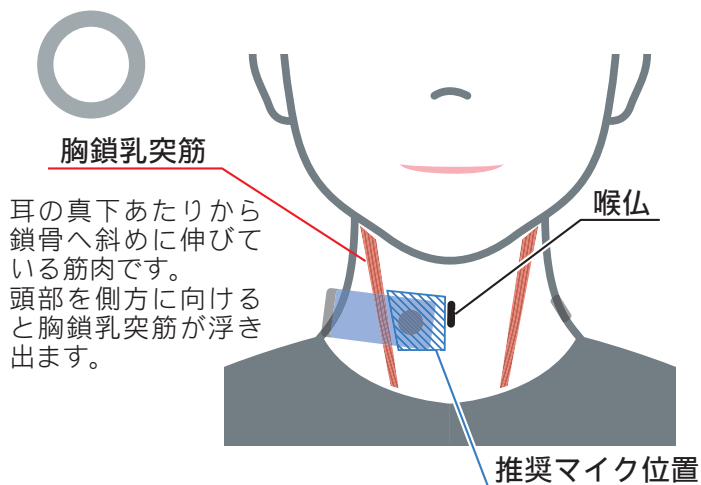 胸鎖乳突筋
耳の真下あたりから
鎖骨へ斜めに伸びて
いる筋肉です。
頭部を側方に向ける
と胸鎖乳突筋が浮き
出ます。
喉仏
推奨マイク位置